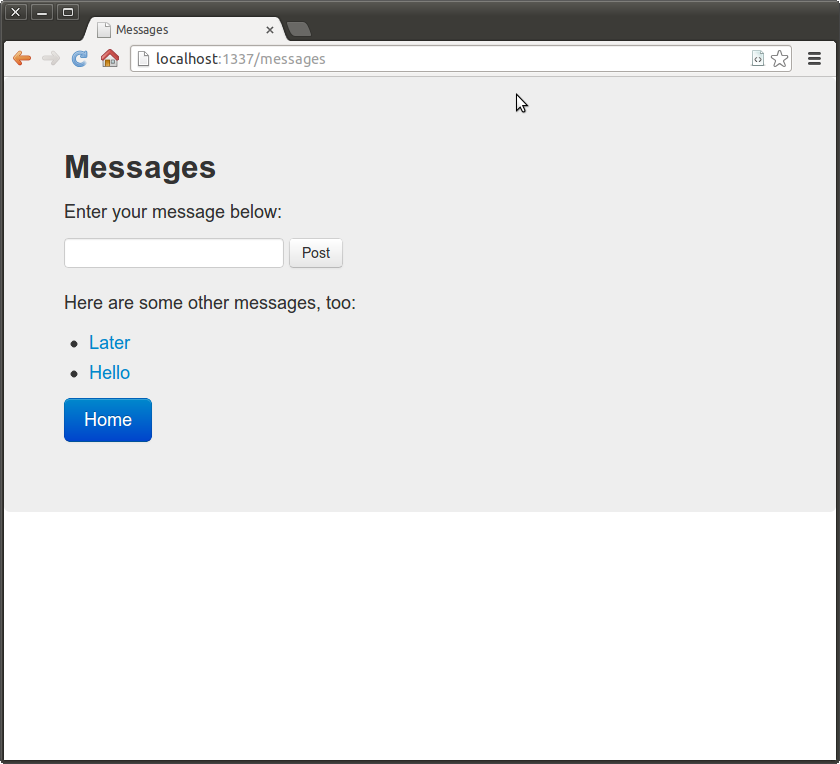 Messages
localhost:1337/messages
Messages
Enter your message below:
Post
Here are some other messages, too:
Later
Hello
Home